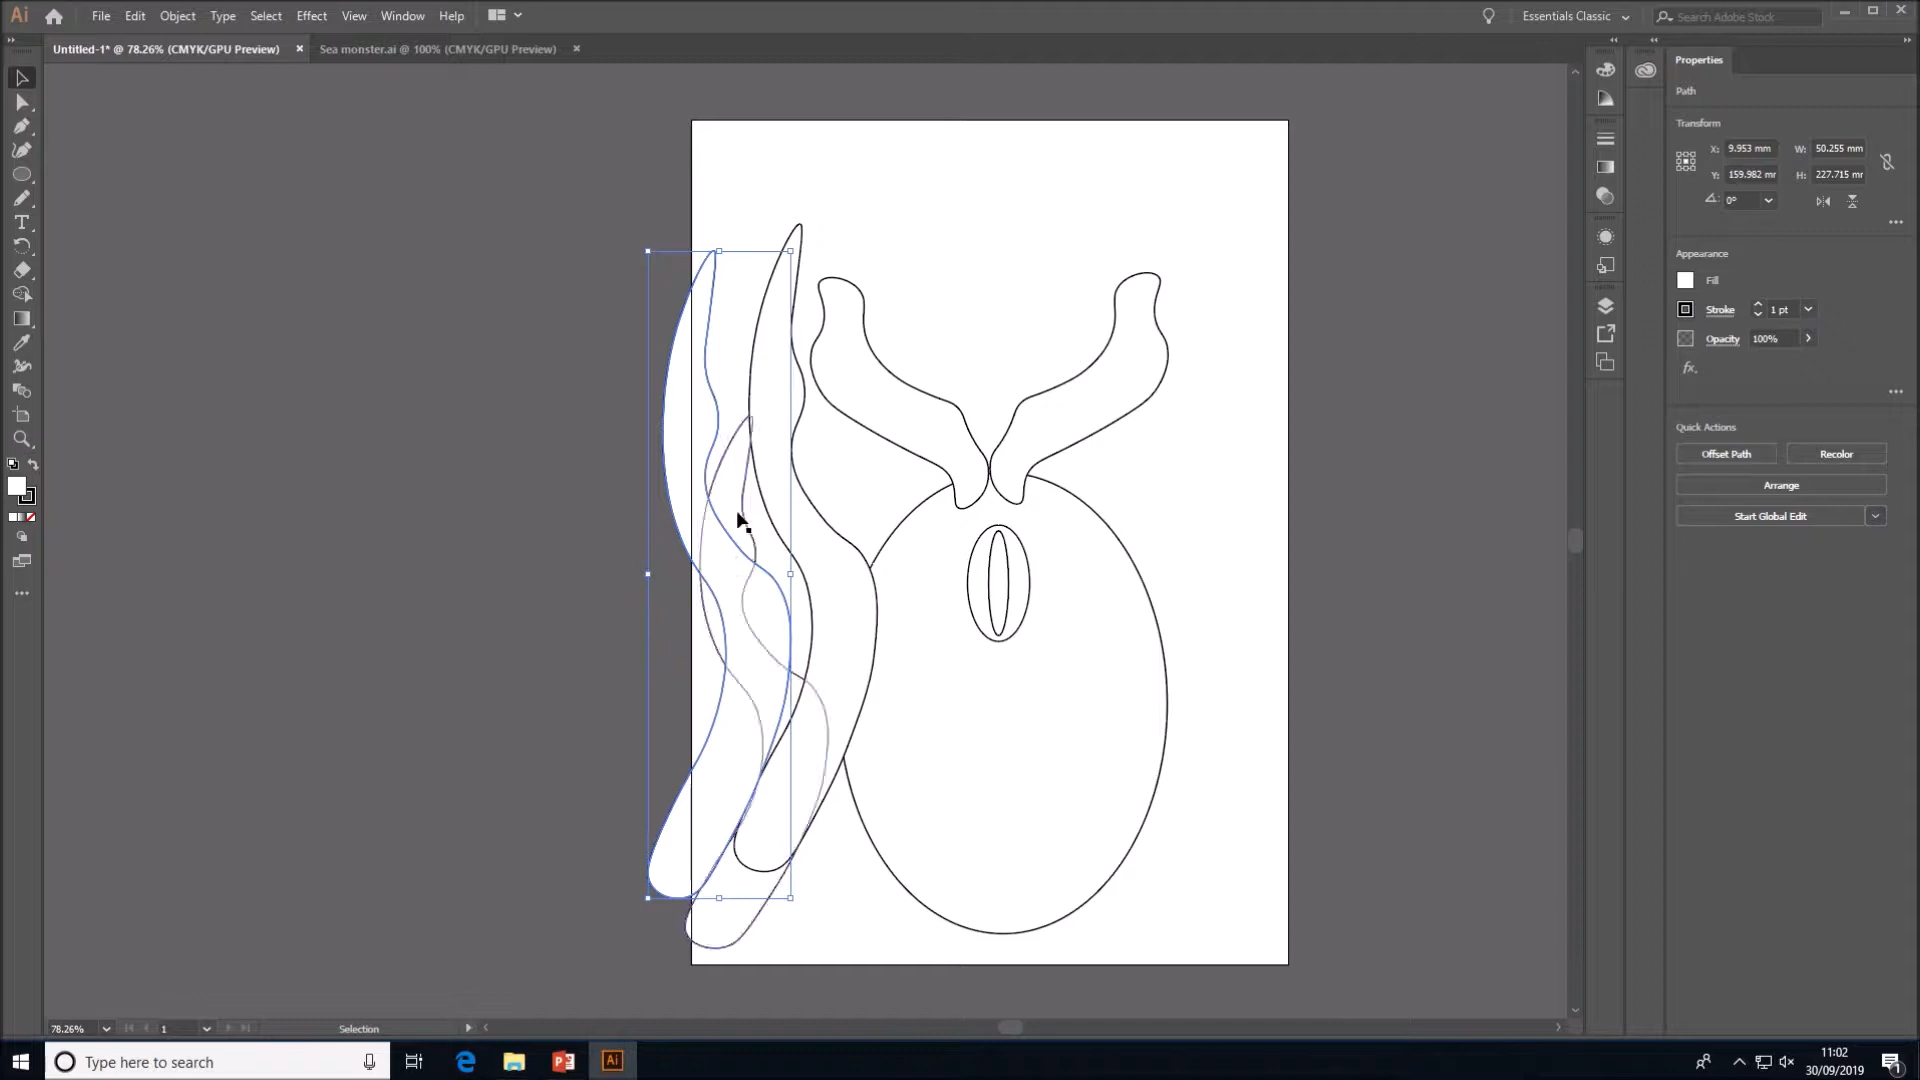 Ai File Edit Object Type Select Effect View Window Help Essentials Classic Search Adobe Stock
Untitled-1* @ 78.26% (CMYK/GPU Preview) × Sea monster.ai @ 100% (CMYK/GPU Preview) ×
Properties
Path
Transform
X: 9.953 mm W: 50.255 mm
Y: 159.982 mr H: 227.715 mr
0°
Appearance
Fill
Stroke 1 pt
Opacity 100%
fx.
Quick Actions
Offset Path Recolor
Arrange
Start Global Edit
78.26% 1 Selection
Type here to search Ai 11:02
30/09/2019 1